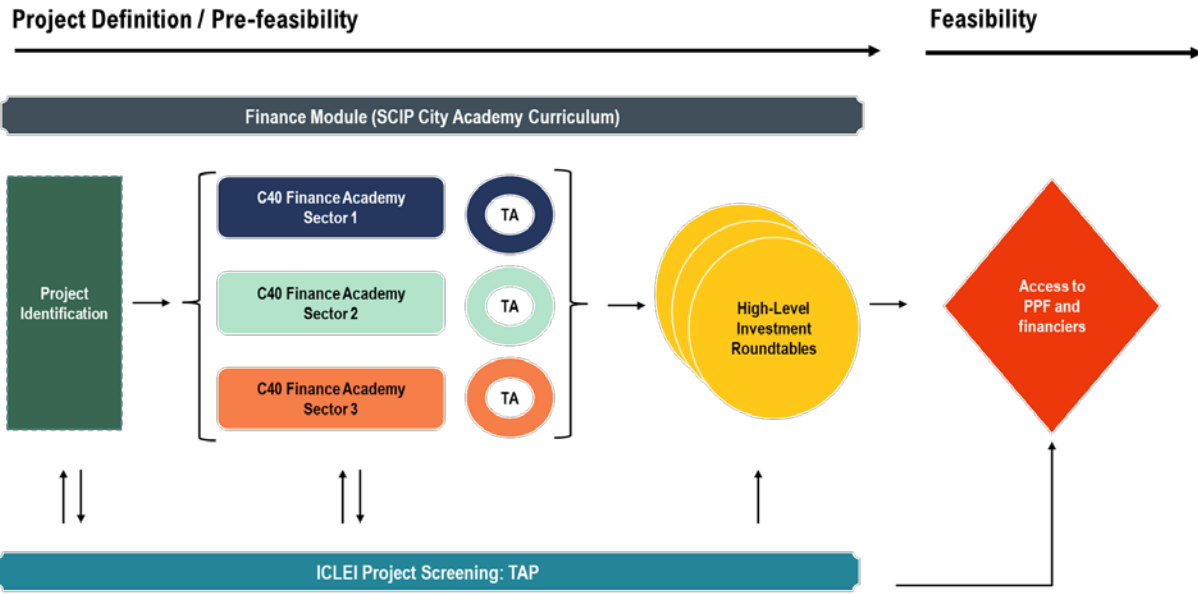 Project Definition / Pre-feasibility
Feasibility
Finance Module (SCIP City Academy Curriculum)
Project
Identification
C40 Finance Academy
Sector 1
TA
C40 Finance Academy
Sector 2
TA
C40 Finance Academy
Sector 3
TA
High-Level
Investment
Roundtables
Access to
PPF and
financiers
ICLEI Project Screening: TAP